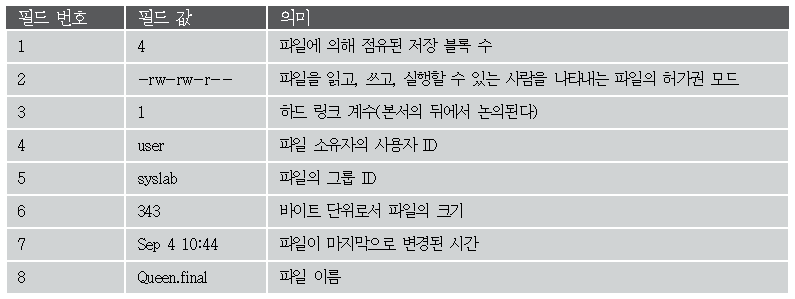 필드 번호 필드 값 의미
1 4 파일에 의해 점유된 저장 블록 수
2 -rw-rw-r-- 파일을 읽고, 쓰고, 실행할 수 있는 사람을 나타내는 파일의 허가권 모드
3 1 하드 링크 계수(본서의 뒤에서 논의된다)
4 user 파일 소유자의 사용자 ID
5 syslab 파일의 그룹 ID
6 343 바이트 단위로서 파일의 크기
7 Sep 4 10:44 파일이 마지막으로 변경된 시간
8 Queen.final 파일 이름